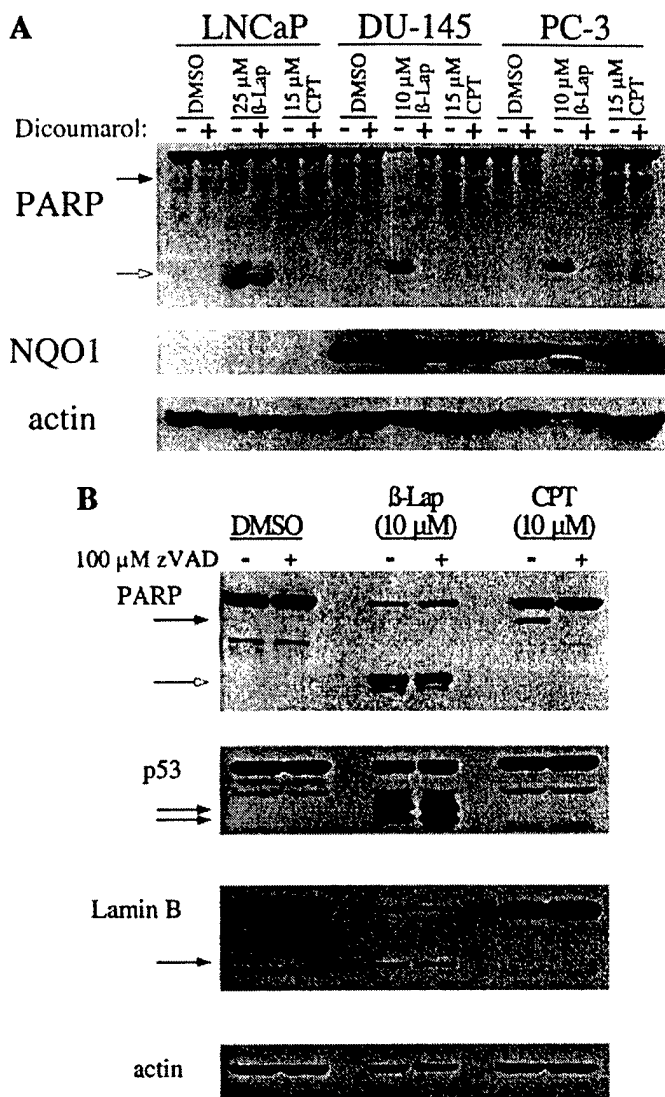 A
LNCaP DU-145 PC-3
DMSO 25 µM ß-Lap 15 µM CPT DMSO 10 µM ß-Lap 15 µM CPT DMSO 10 µM ß-Lap 15 µM CPT
Dicoumarol: - + - + - + - + - + - + - + - + - +
PARP
NQO1
actin
B
DMSO ß-Lap (10 µM) CPT (10 µM)
100 µM zVAD - + - + - +
PARP
p53
Lamin B
actin